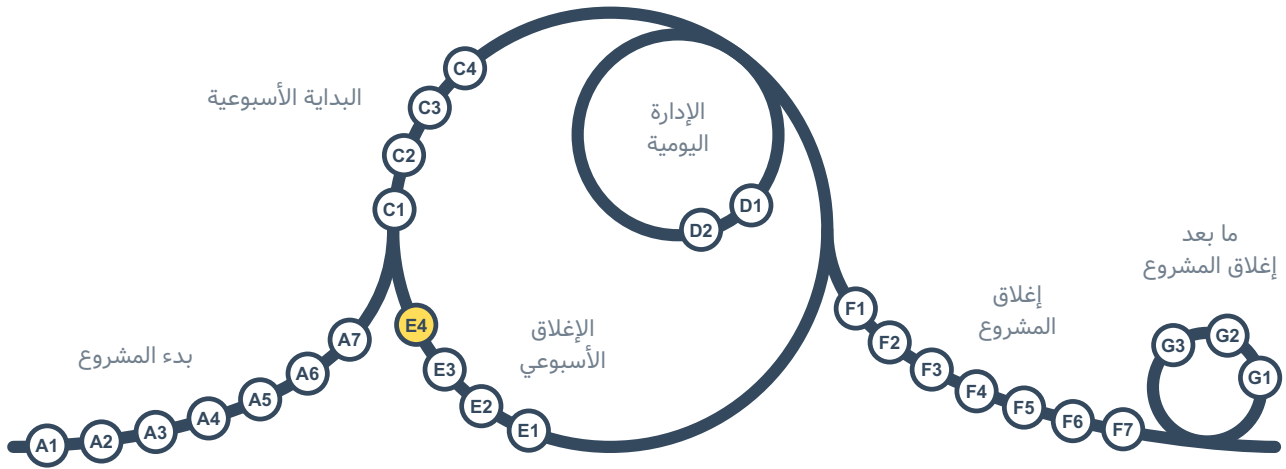 البداية الأسبوعية
الإدارة
اليومية
ما بعد
إغلاق المشروع
إغلاق
المشروع
الإغلاق
الأسبوعي
بدء المشروع
A1
A2
A3
A4
A5
A6
A7
C1
C2
C3
C4
D1
D2
E1
E2
E3
E4
F1
F2
F3
F4
F5
F6
F7
G1
G2
G3